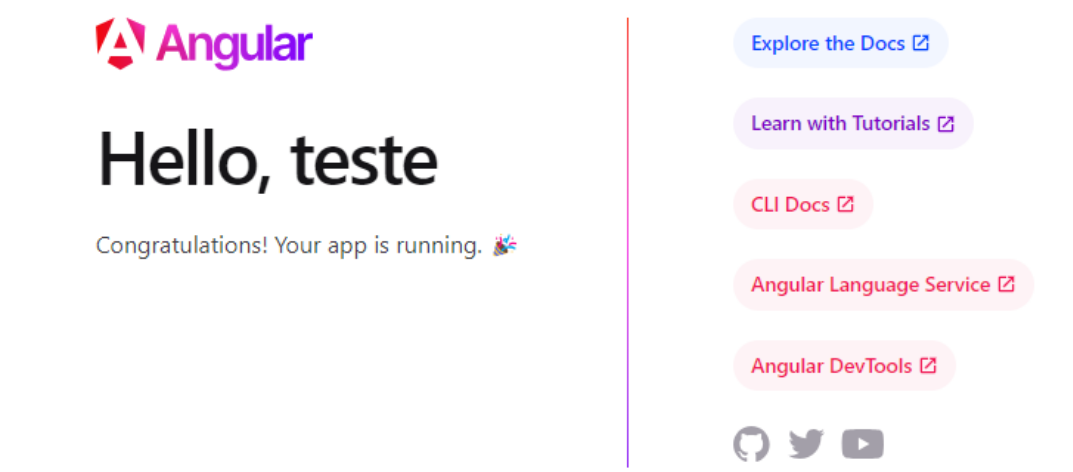 Angular
Hello, teste
Congratulations! Your app is running. 🎉
Explore the Docs
Learn with Tutorials
CLI Docs
Angular Language Service
Angular DevTools